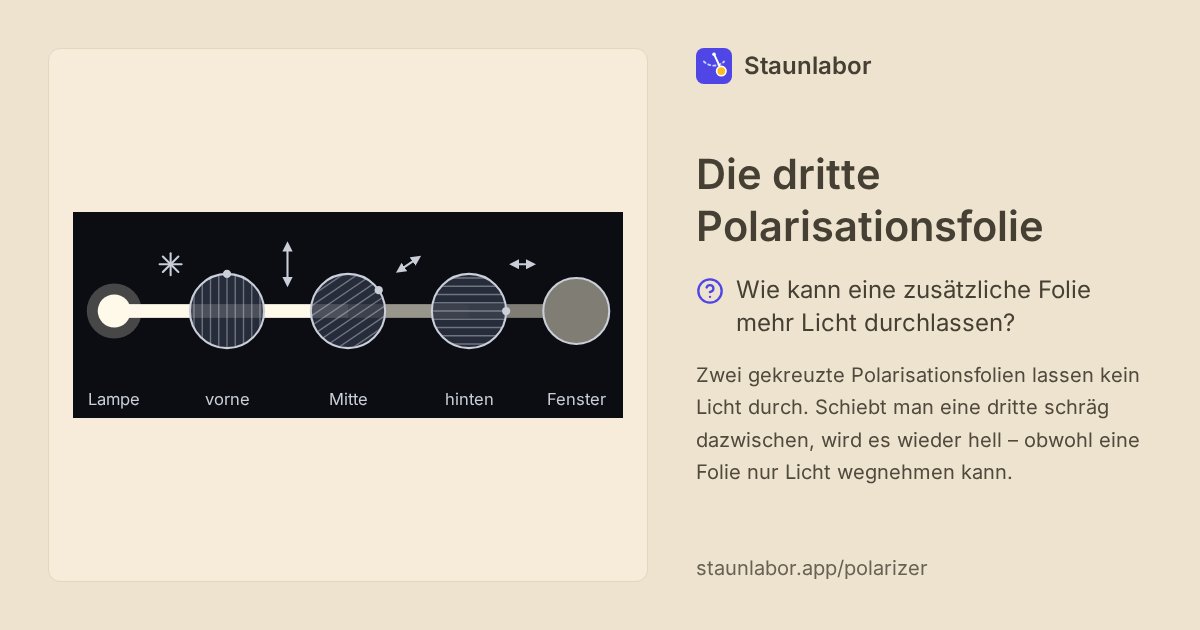 Staunlabor
Die dritte
Polarisationsfolie
Wie kann eine zusätzliche Folie
mehr Licht durchlassen?
Zwei gekreuzte Polarisationsfolien lassen kein
Licht durch. Schiebt man eine dritte schräg
dazwischen, wird es wieder hell – obwohl eine
Folie nur Licht wegnehmen kann.
staunlabor.app/polarizer
Lampe vorne Mitte hinten Fenster